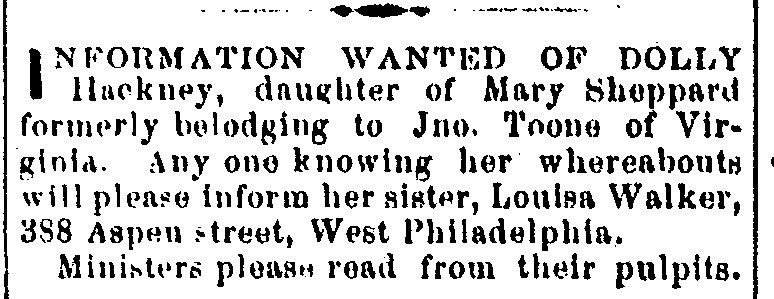 INFORMATION WANTED OF DOLLY
Hackney, daughter of Mary Sheppard
formerly belodging to Jno. Toone of Vir-
ginia. Any one knowing her whereabouts
will please inform her sister, Louisa Walker,
388 Aspen street, West Philadelphia.
Ministers please read from their pulpits.